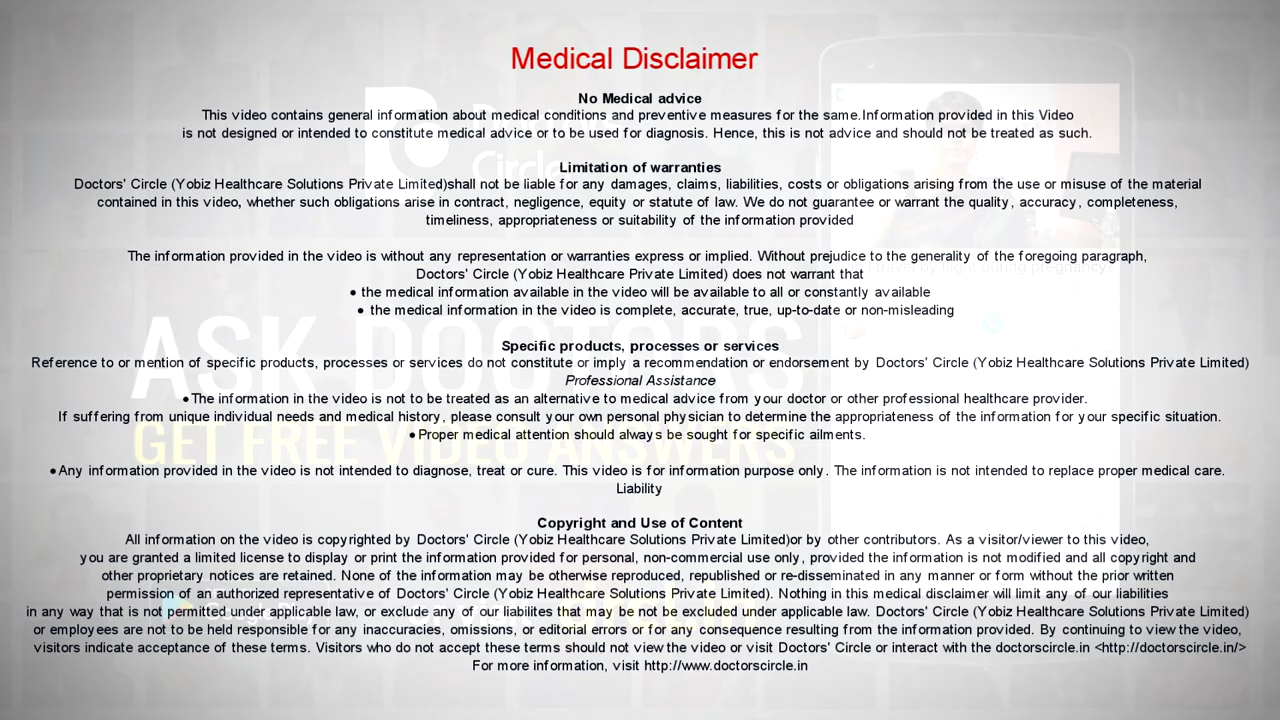 Medical Disclaimer
No Medical advice
This video contains general information about medical conditions and preventive measures for the same.Information provided in this Video
is not designed or intended to constitute medical advice or to be used for diagnosis. Hence, this is not advice and should not be treated as such.
Limitation of warranties
Doctors' Circle (Yobiz Healthcare Solutions Private Limited)shall not be liable for any damages, claims, liabilities, costs or obligations arising from the use or misuse of the material
contained in this video, whether such obligations arise in contract, negligence, equity or statute of law. We do not guarantee or warrant the quality, accuracy, completeness,
timeliness, appropriateness or suitability of the information provided
The information provided in the video is without any representation or warranties express or implied. Without prejudice to the generality of the foregoing paragraph,
Doctors' Circle (Yobiz Healthcare Private Limited) does not warrant that
travel by flight during pregnancy?
• the medical information available in the video will be available to all or constantly available
• the medical information in the video is complete, accurate, true, up-to-date or non-misleading
ASK DOCTORS
Specific products, processes or services
Reference to or mention of specific products, processes or services do not constitute or imply a recommendation or endorsement by Doctors' Circle (Yobiz Healthcare Solutions Private Limited)
Professional Assistance
•The information in the video is not to be treated as an alternative to medical advice from your doctor or other professional healthcare provider.
If suffering from unique individual needs and medical history, please consult your own personal physician to determine the appropriateness of the information for your specific situation.
•Proper medical attention should always be sought for specific ailments.
GET FREE VIDEO ANSWERS
•Any information provided in the video is not intended to diagnose, treat or cure. This video is for information purpose only. The information is not intended to replace proper medical care.
Liability
Copyright and Use of Content
All information on the video is copyrighted by Doctors' Circle (Yobiz Healthcare Solutions Private Limited)or by other contributors. As a visitor/viewer to this video,
you are granted a limited license to display or print the information provided for personal, non-commercial use only, provided the information is not modified and all copyright and
other proprietary notices are retained. None of the information may be otherwise reproduced, republished or re-disseminated in any manner or form without the prior written
permission of an authorized representative of Doctors' Circle (Yobiz Healthcare Solutions Private Limited). Nothing in this medical disclaimer will limit any of our liabilities
in any way that is not permitted under applicable law, or exclude any of our liabilites that may be not be excluded under applicable law. Doctors' Circle (Yobiz Healthcare Solutions Private Limited)
or employees are not to be held responsible for any inaccuracies, omissions, or editorial errors or for any consequence resulting from the information provided. By continuing to view the video,
visitors indicate acceptance of these terms. Visitors who do not accept these terms should not view the video or visit Doctors' Circle or interact with the doctorscircle.in <http://doctorscircle.in/>
For more information, visit http://www.doctorscircle.in